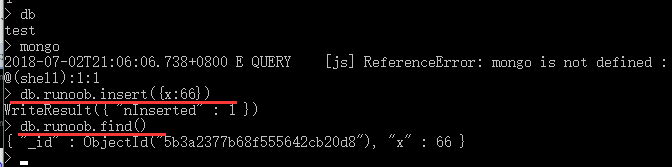 > db
test
> mongo
2018-07-02T21:06:06.738+0800 E QUERY    [js] ReferenceError: mongo is not defined :
@(shell):1:1
> db.runoob.insert({x:66})
WriteResult({ "nInserted" : 1 })
> db.runoob.find()
{ "_id" : ObjectId("5b3a2377b68f555642cb20d8"), "x" : 66 }
>